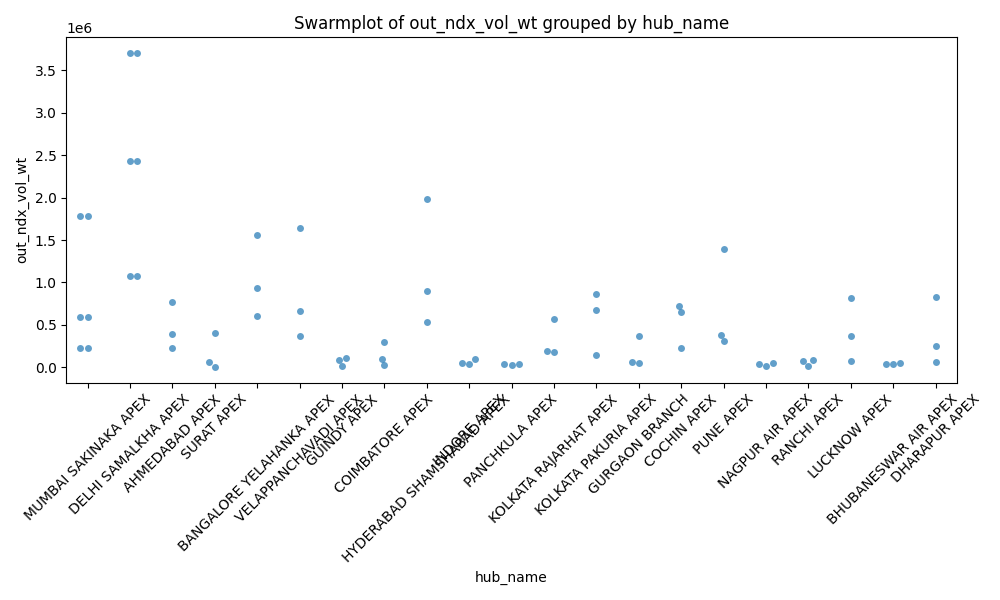 Swarmplot of out_ndx_vol_wt grouped by hub_name
1e6
3.5
3.0
2.5
2.0
1.5
1.0
0.5
0.0
out_ndx_vol_wt
MUMBAI SAKINAKA APEX
DELHI SAMALKHA APEX
AHMEDABAD APEX
SURAT APEX
BANGALORE YELAHANKA APEX
VELAPPANCHAVADI APEX
GUINDY APEX
COIMBATORE APEX
HYDERABAD SHAMSHABAD APEX
INDORE APEX
PANCHKULA APEX
KOLKATA RAJARHAT APEX
KOLKATA PAKURIA APEX
GURGAON BRANCH
COCHIN APEX
PUNE APEX
NAGPUR AIR APEX
RANCHI APEX
LUCKNOW APEX
BHUBANESWAR AIR APEX
DHARAPUR APEX
hub_name